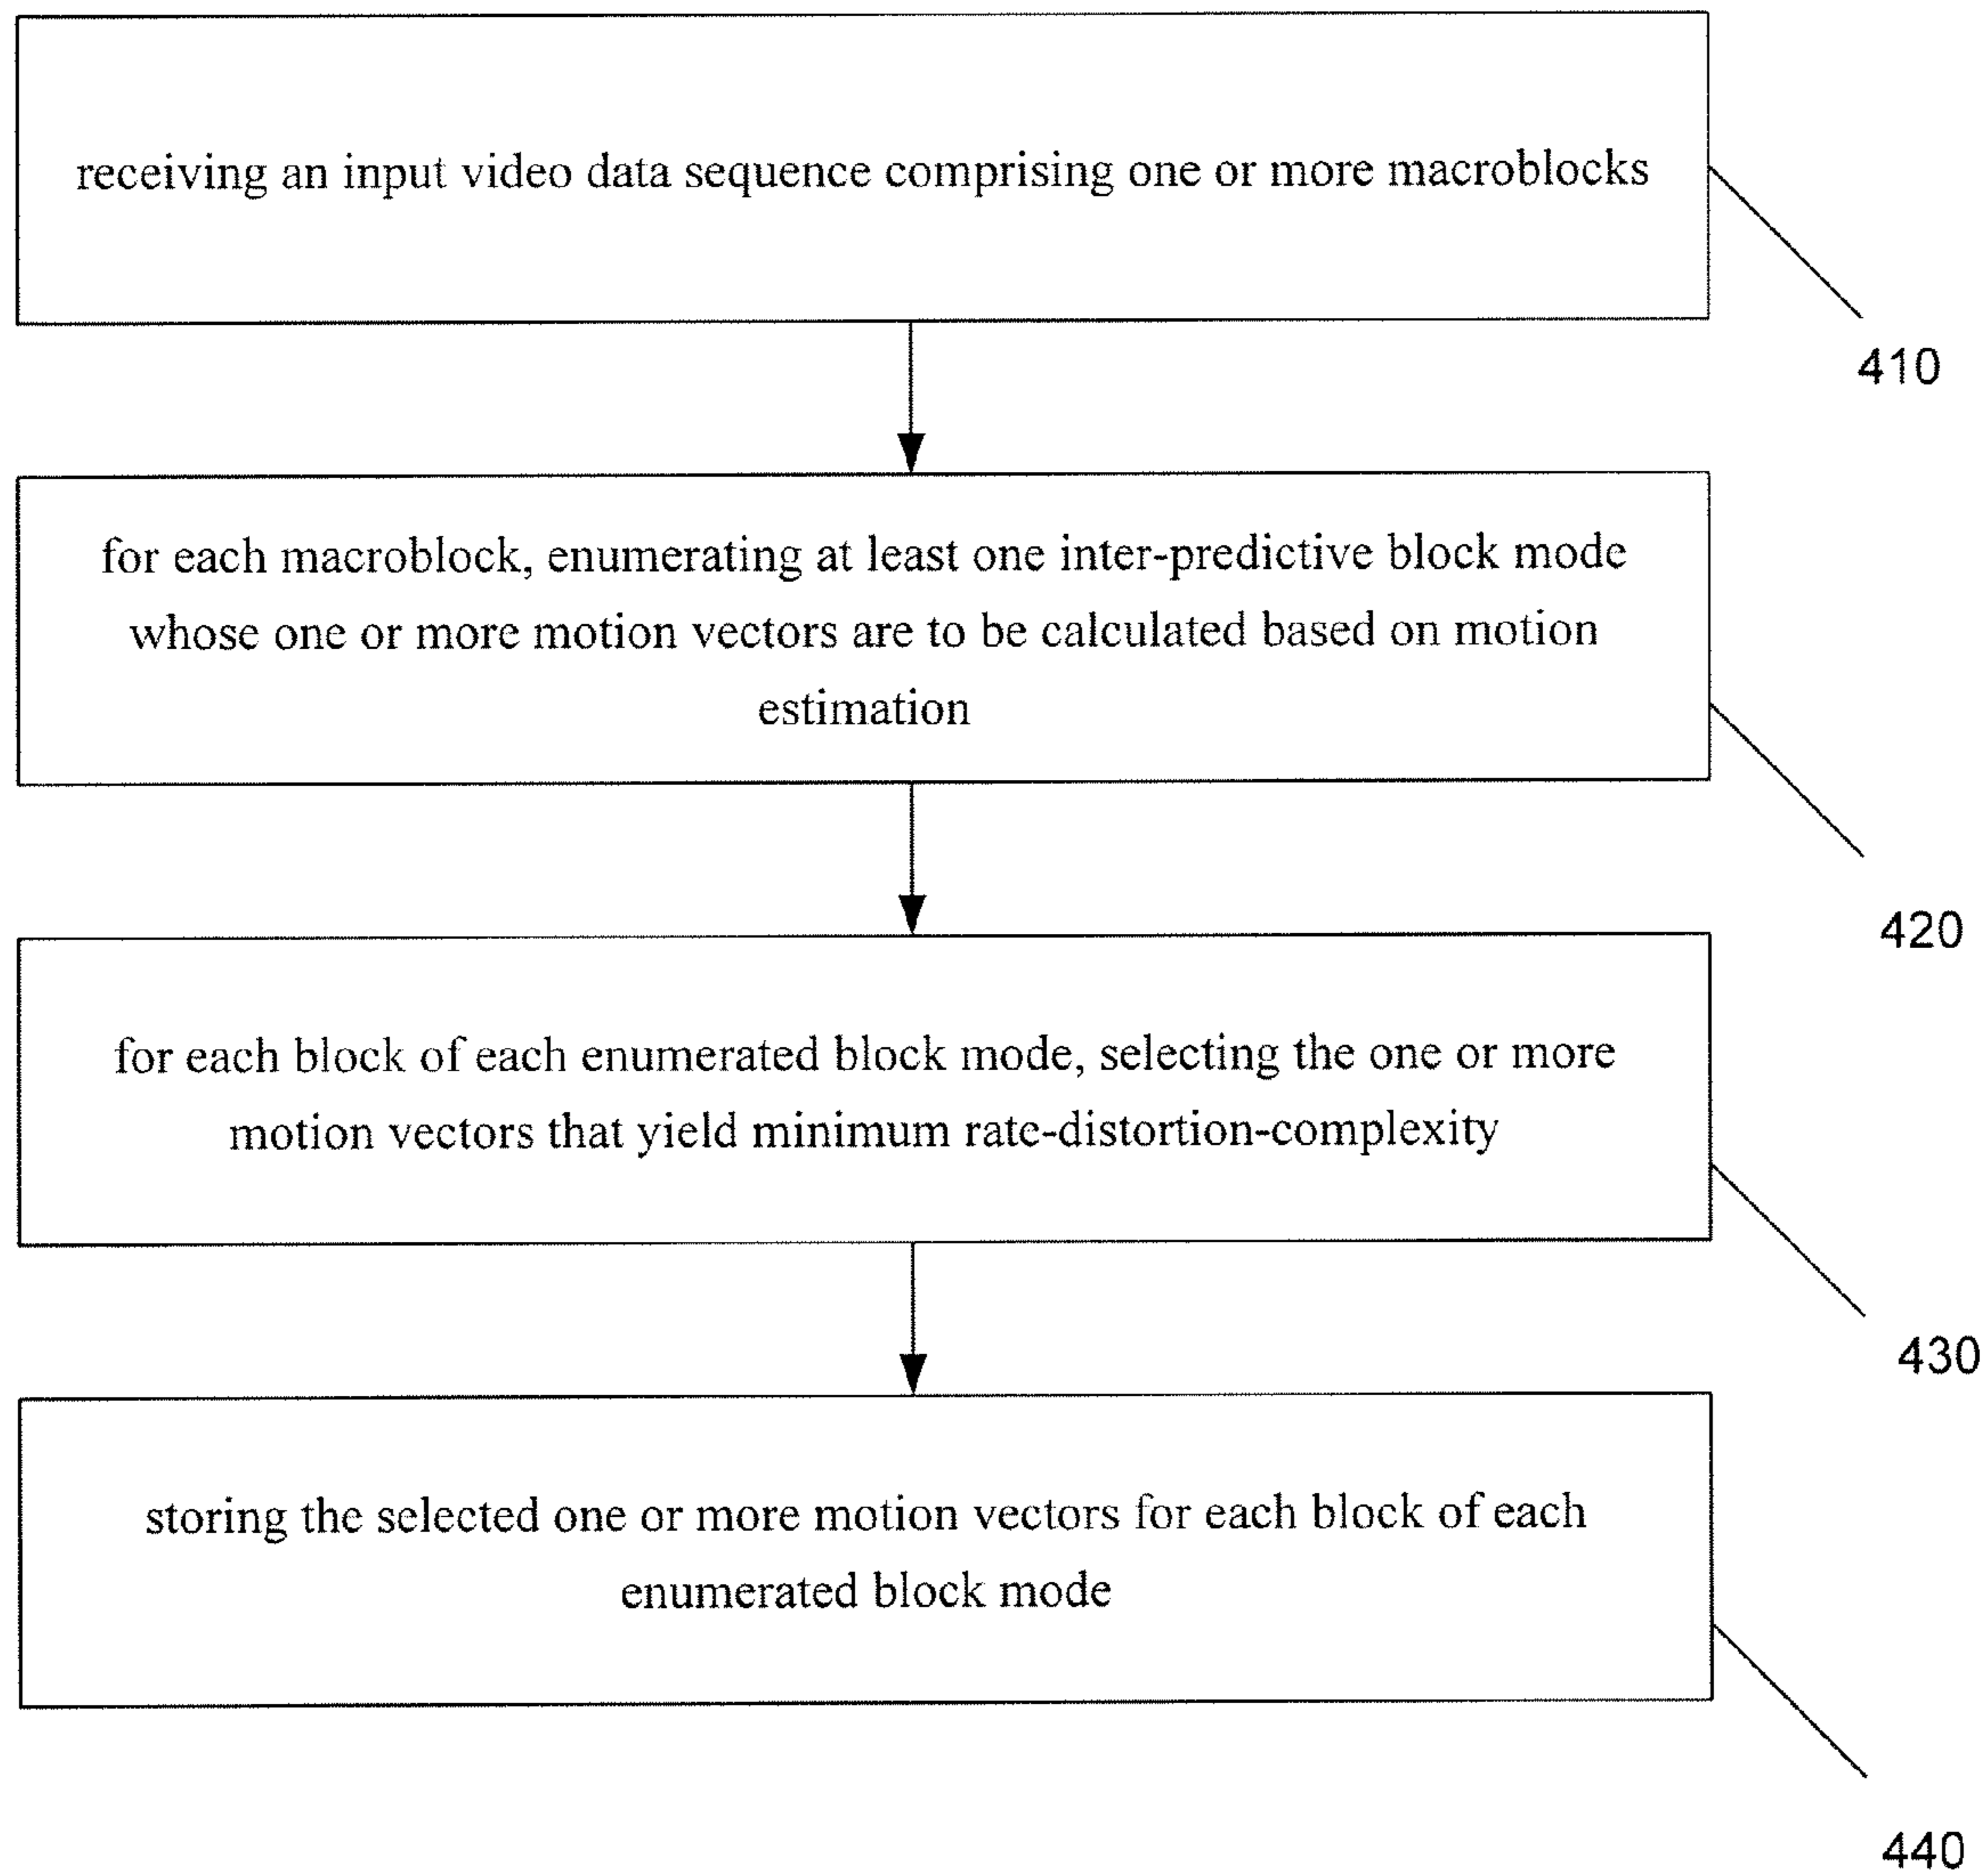 receiving an input video data sequence comprising one or more macroblocks
410
for each macroblock, enumerating at least one inter-predictive block mode
whose one or more motion vectors are to be calculated based on motion
estimation
420
for each block of each enumerated block mode, selecting the one or more
motion vectors that yield minimum rate-distortion-complexity
430
storing the selected one or more motion vectors for each block of each
enumerated block mode
440